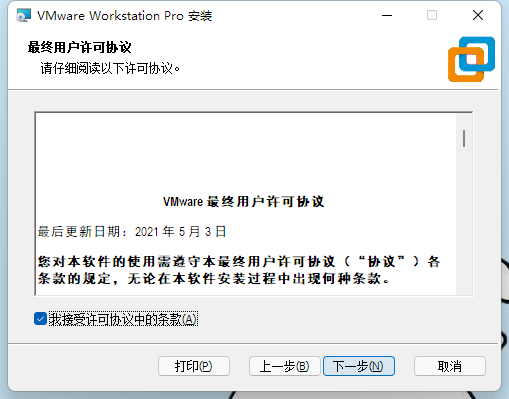 VMware Workstation Pro 安装
最终用户许可协议
请仔细阅读以下许可协议。
VMware 最终用户许可协议
最后更新日期：2021 年 5 月 3 日
您对本软件的使用需遵守本最终用户许可协议（“协议”）各
条款的规定，无论在本软件安装过程中出现何种条款。
我接受许可协议中的条款(A)
打印(P)
上一步(B)
下一步(N)
取消